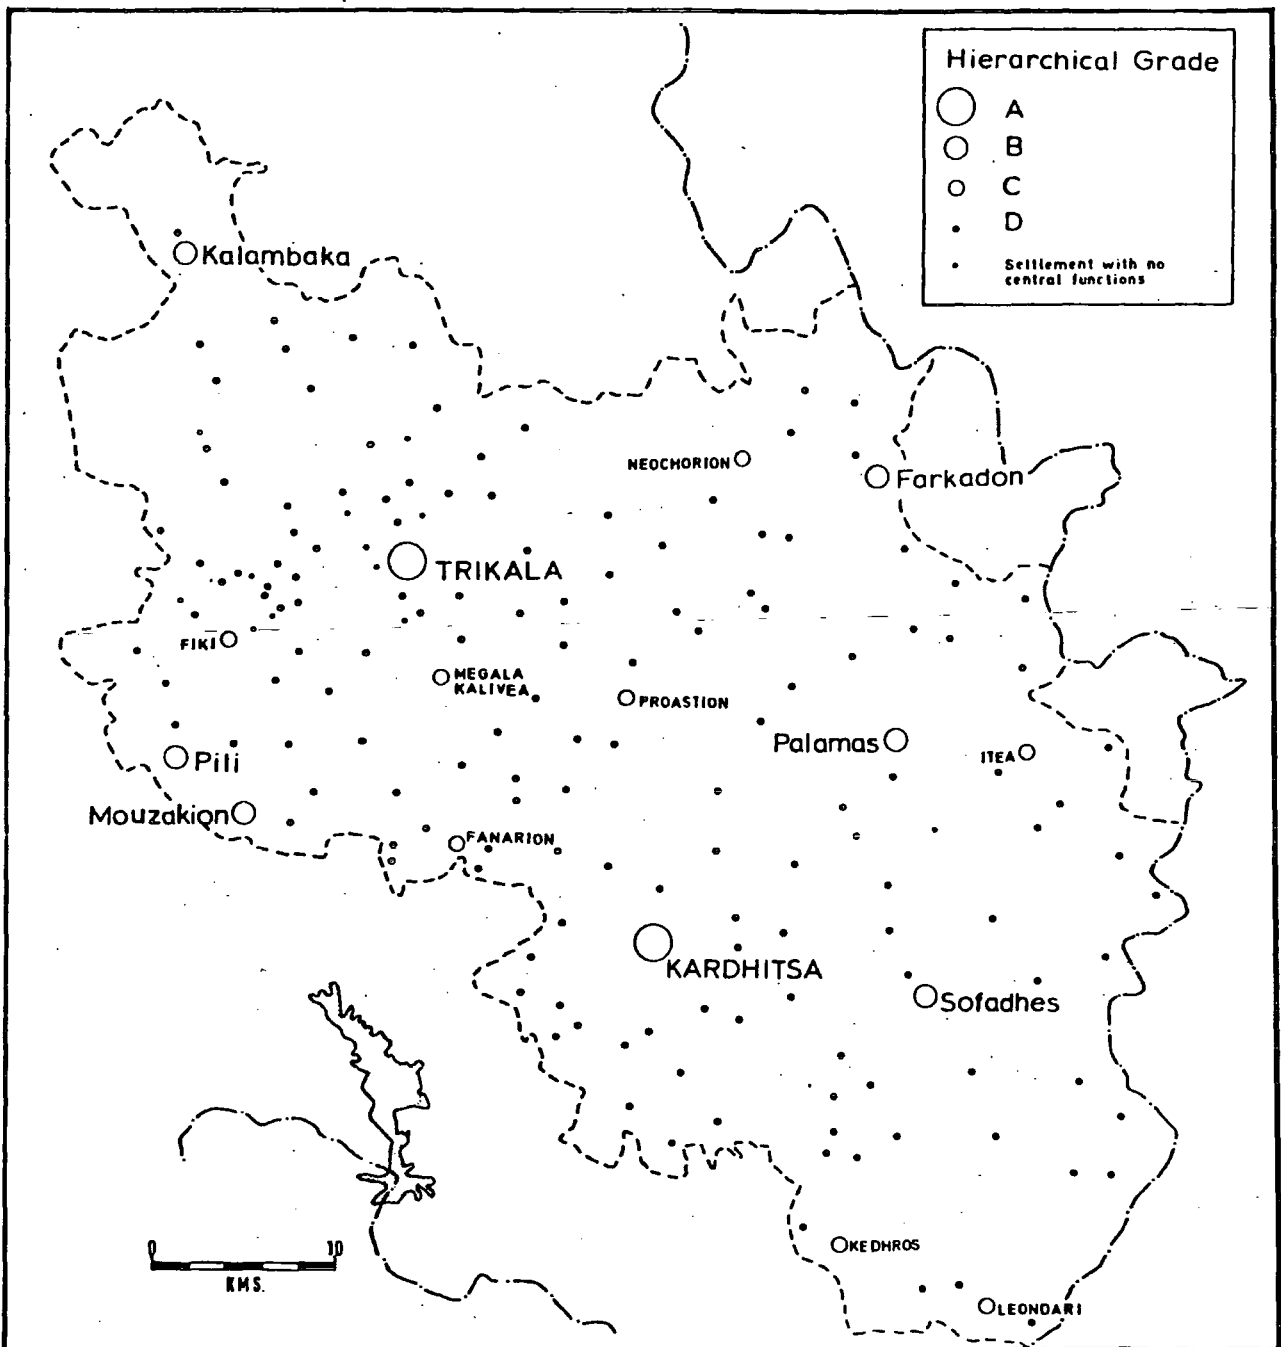 Hierarchical Grade
A
B
C
D
Settlement with no
central functions
Kalambaka
NEOCHORION
Farkadon
TRIKALA
FIKI
MEGALA
KALIVEA
PROASTION
Palamas
ITEA
Pili
Mouzakion
FANARION
KARDHITSA
Sofadhes
0 10
KMS.
KEDHROS
LEONDARI